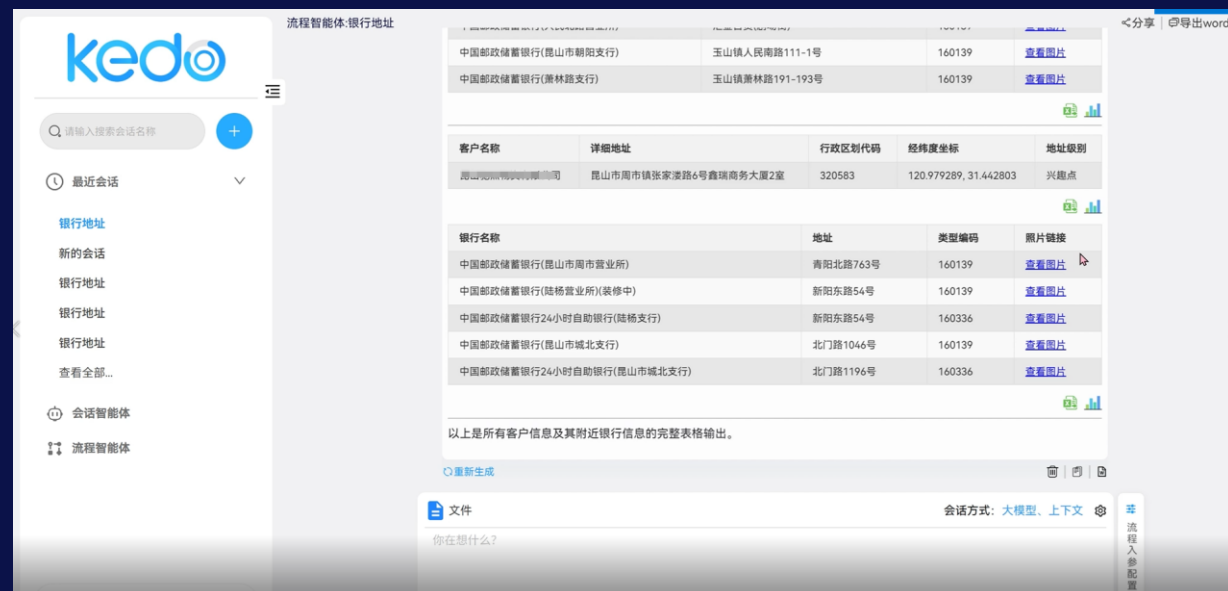 流程智能体:银行地址
分享 | 导出word
kedo
请输入搜索会话名称
+
最近会话
银行地址
新的会话
银行地址
银行地址
银行地址
查看全部...
会话智能体
流程智能体
中国邮政储蓄银行(昆山市朝阳支行) 玉山镇人民南路111-1号 160139 查看图片
中国邮政储蓄银行(萧林路支行) 玉山镇萧林路191-193号 160139 查看图片
客户名称 详细地址 行政区划代码 经纬度坐标 地址级别
昆山市周市镇张家溇路6号鑫瑞商务大厦2室 320583 120.979289, 31.442803 兴趣点
银行名称 地址 类型编码 照片链接
中国邮政储蓄银行(昆山市周市营业所) 青阳北路763号 160139 查看图片
中国邮政储蓄银行(陆杨营业所)(装修中) 新阳东路54号 160139 查看图片
中国邮政储蓄银行24小时自助银行(陆杨支行) 新阳东路54号 160336 查看图片
中国邮政储蓄银行(昆山市城北支行) 北门路1046号 160139 查看图片
中国邮政储蓄银行24小时自助银行(昆山市城北支行) 北门路1196号 160336 查看图片
以上是所有客户信息及其附近银行信息的完整表格输出。
重新生成
文件
会话方式: 大模型、上下文
你在想什么?
流程入参配置